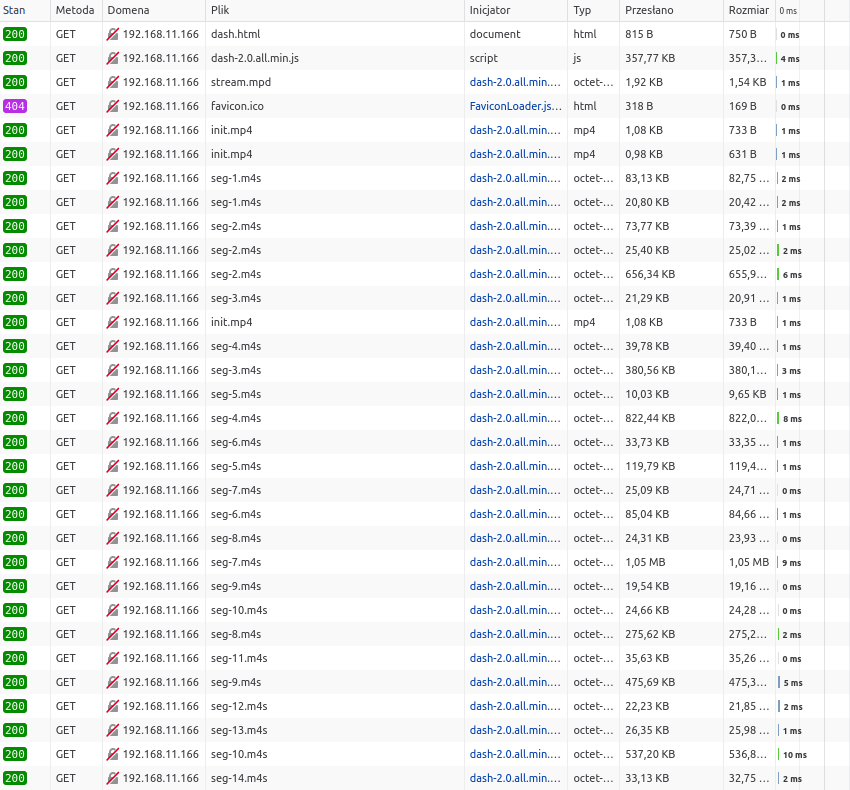 Stan Metoda Domena Plik Inicjator Typ Przesłano Rozmiar 0 ms
200 GET 192.168.11.166 dash.html document html 815 B 750 B 0 ms
200 GET 192.168.11.166 dash-2.0.all.min.js script js 357,77 KB 357,3… 4 ms
200 GET 192.168.11.166 stream.mpd dash-2.0.all.min.… octet-… 1,92 KB 1,54 KB 1 ms
404 GET 192.168.11.166 favicon.ico FaviconLoader.js… html 318 B 169 B 0 ms
200 GET 192.168.11.166 init.mp4 dash-2.0.all.min.… mp4 1,08 KB 733 B 1 ms
200 GET 192.168.11.166 init.mp4 dash-2.0.all.min.… mp4 0,98 KB 631 B 1 ms
200 GET 192.168.11.166 seg-1.m4s dash-2.0.all.min.… octet-… 83,13 KB 82,75 … 2 ms
200 GET 192.168.11.166 seg-1.m4s dash-2.0.all.min.… octet-… 20,80 KB 20,42 … 2 ms
200 GET 192.168.11.166 seg-2.m4s dash-2.0.all.min.… octet-… 73,77 KB 73,39 … 1 ms
200 GET 192.168.11.166 seg-2.m4s dash-2.0.all.min.… octet-… 25,40 KB 25,02 … 2 ms
200 GET 192.168.11.166 seg-2.m4s dash-2.0.all.min.… octet-… 656,34 KB 655,9… 6 ms
200 GET 192.168.11.166 seg-3.m4s dash-2.0.all.min.… octet-… 21,29 KB 20,91 … 1 ms
200 GET 192.168.11.166 init.mp4 dash-2.0.all.min.… mp4 1,08 KB 733 B 1 ms
200 GET 192.168.11.166 seg-4.m4s dash-2.0.all.min.… octet-… 39,78 KB 39,40 … 1 ms
200 GET 192.168.11.166 seg-3.m4s dash-2.0.all.min.… octet-… 380,56 KB 380,1… 3 ms
200 GET 192.168.11.166 seg-5.m4s dash-2.0.all.min.… octet-… 10,03 KB 9,65 KB 1 ms
200 GET 192.168.11.166 seg-4.m4s dash-2.0.all.min.… octet-… 822,44 KB 822,0… 8 ms
200 GET 192.168.11.166 seg-6.m4s dash-2.0.all.min.… octet-… 33,73 KB 33,35 … 1 ms
200 GET 192.168.11.166 seg-5.m4s dash-2.0.all.min.… octet-… 119,79 KB 119,4… 1 ms
200 GET 192.168.11.166 seg-7.m4s dash-2.0.all.min.… octet-… 25,09 KB 24,71 … 0 ms
200 GET 192.168.11.166 seg-6.m4s dash-2.0.all.min.… octet-… 85,04 KB 84,66 … 1 ms
200 GET 192.168.11.166 seg-8.m4s dash-2.0.all.min.… octet-… 24,31 KB 23,93 … 0 ms
200 GET 192.168.11.166 seg-7.m4s dash-2.0.all.min.… octet-… 1,05 MB 1,05 MB 9 ms
200 GET 192.168.11.166 seg-9.m4s dash-2.0.all.min.… octet-… 19,54 KB 19,16 … 0 ms
200 GET 192.168.11.166 seg-10.m4s dash-2.0.all.min.… octet-… 24,66 KB 24,28 … 0 ms
200 GET 192.168.11.166 seg-8.m4s dash-2.0.all.min.… octet-… 275,62 KB 275,2… 2 ms
200 GET 192.168.11.166 seg-11.m4s dash-2.0.all.min.… octet-… 35,63 KB 35,26 … 0 ms
200 GET 192.168.11.166 seg-9.m4s dash-2.0.all.min.… octet-… 475,69 KB 475,3… 5 ms
200 GET 192.168.11.166 seg-12.m4s dash-2.0.all.min.… octet-… 22,23 KB 21,85 … 2 ms
200 GET 192.168.11.166 seg-13.m4s dash-2.0.all.min.… octet-… 26,35 KB 25,98 … 1 ms
200 GET 192.168.11.166 seg-10.m4s dash-2.0.all.min.… octet-… 537,20 KB 536,8… 10 ms
200 GET 192.168.11.166 seg-14.m4s dash-2.0.all.min.… octet-… 33,13 KB 32,75 … 2 ms